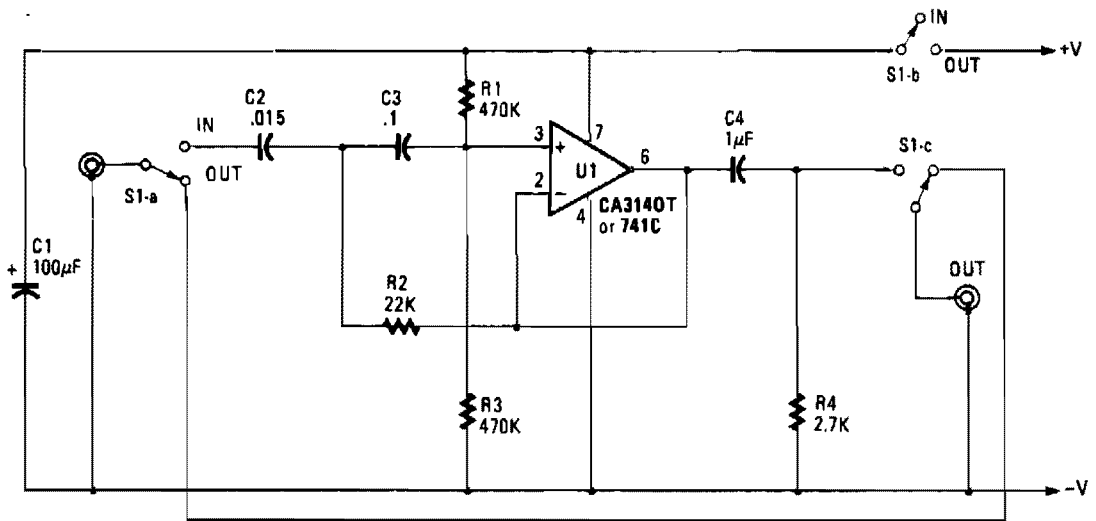 IN
+V
S1-b
OUT
R1
470K
C2
.015
C3
.1
C4
1µF
IN
OUT
S1-a
3
+
7
U1
6
2
−
4
CA3140T
or 741C
S1-c
C1
+
100µF
R2
22K
OUT
R3
470K
R4
2.7K
−V